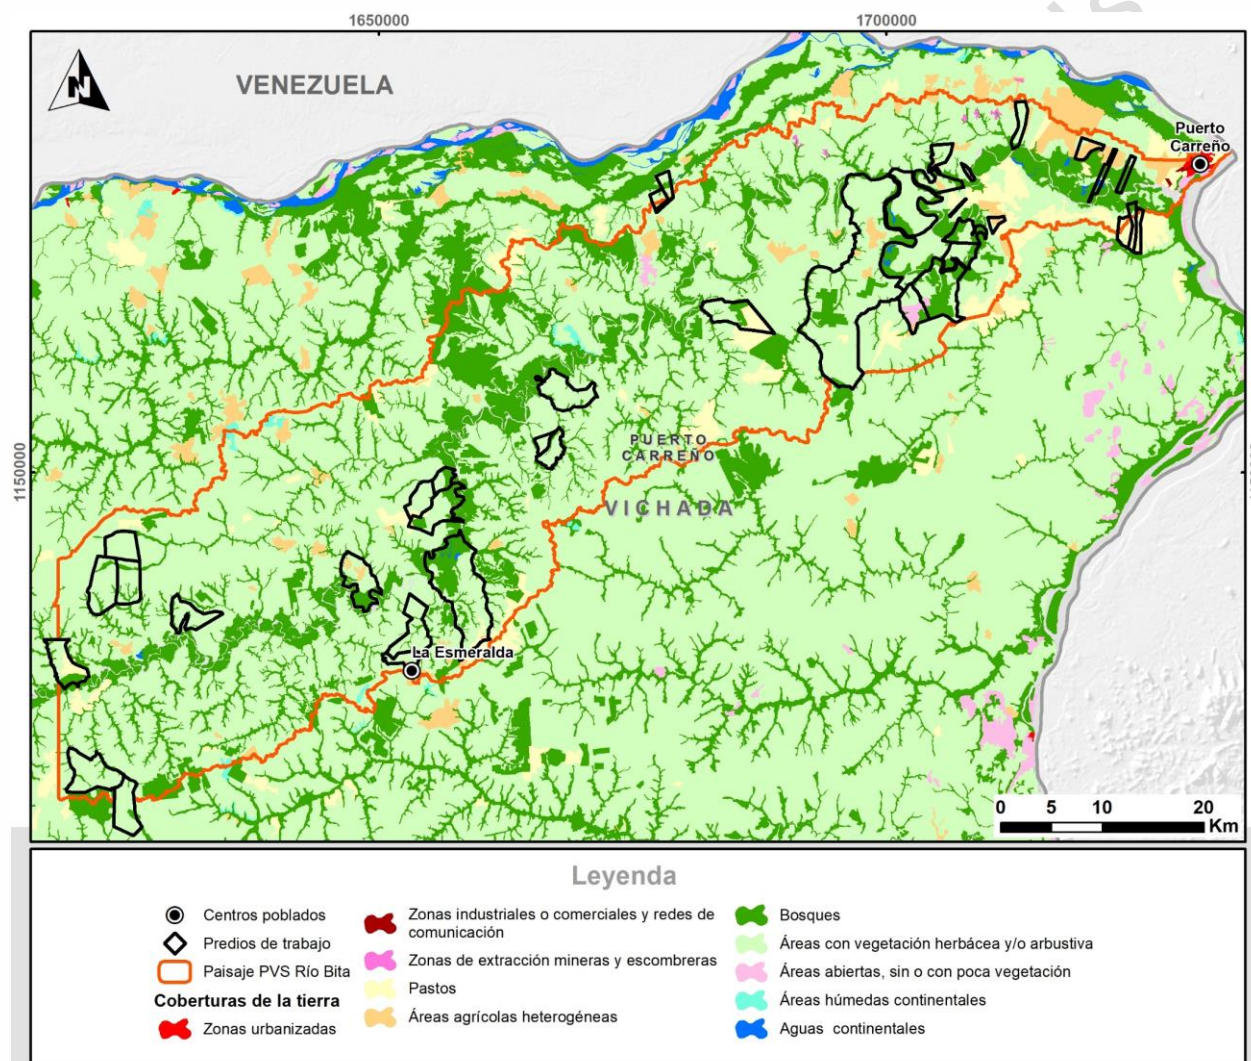 1650000
1700000
N
VENEZUELA
Puerto
Carreño
1150000
PUERTO
CARREÑO
VICHADA
La Esmeralda
0 5 10 20
Km
Leyenda
Centros poblados
Predios de trabajo
Paisaje PVS Río Bita
Coberturas de la tierra
Zonas urbanizadas
Zonas industriales o comerciales y redes de
comunicación
Zonas de extracción mineras y escombreras
Pastos
Áreas agrícolas heterogéneas
Bosques
Áreas con vegetación herbácea y/o arbustiva
Áreas abiertas, sin o con poca vegetación
Áreas húmedas continentales
Aguas continentales